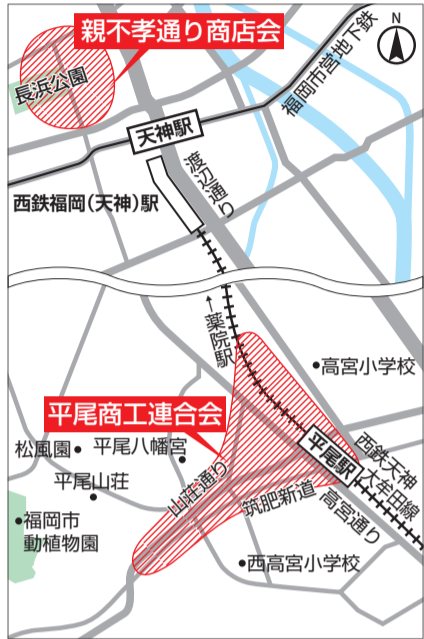 親不孝通り商店会
N
長浜公園
福岡市営地下鉄
天神駅
渡辺通り
西鉄福岡(天神)駅
←薬院駅
高宮小学校
平尾商工連合会
松風園
平尾八幡宮
山荘通り
平尾駅
西鉄天神
大牟田線
平尾山荘
筑肥新道
高宮通り
福岡市
動植物園
西高宮小学校